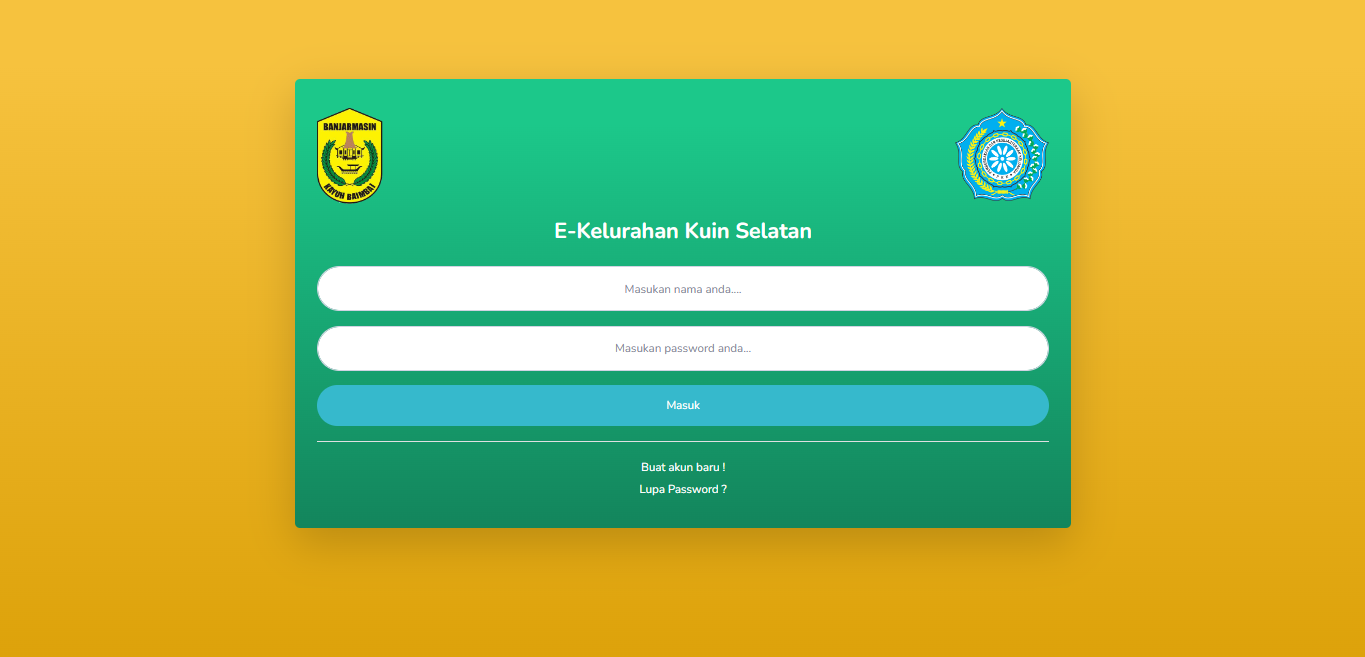 BANJARMASIN
KAYUH BAIMBAI
E-Kelurahan Kuin Selatan
Masukan nama anda....
Masukan password anda...
Masuk
Buat akun baru !
Lupa Password ?